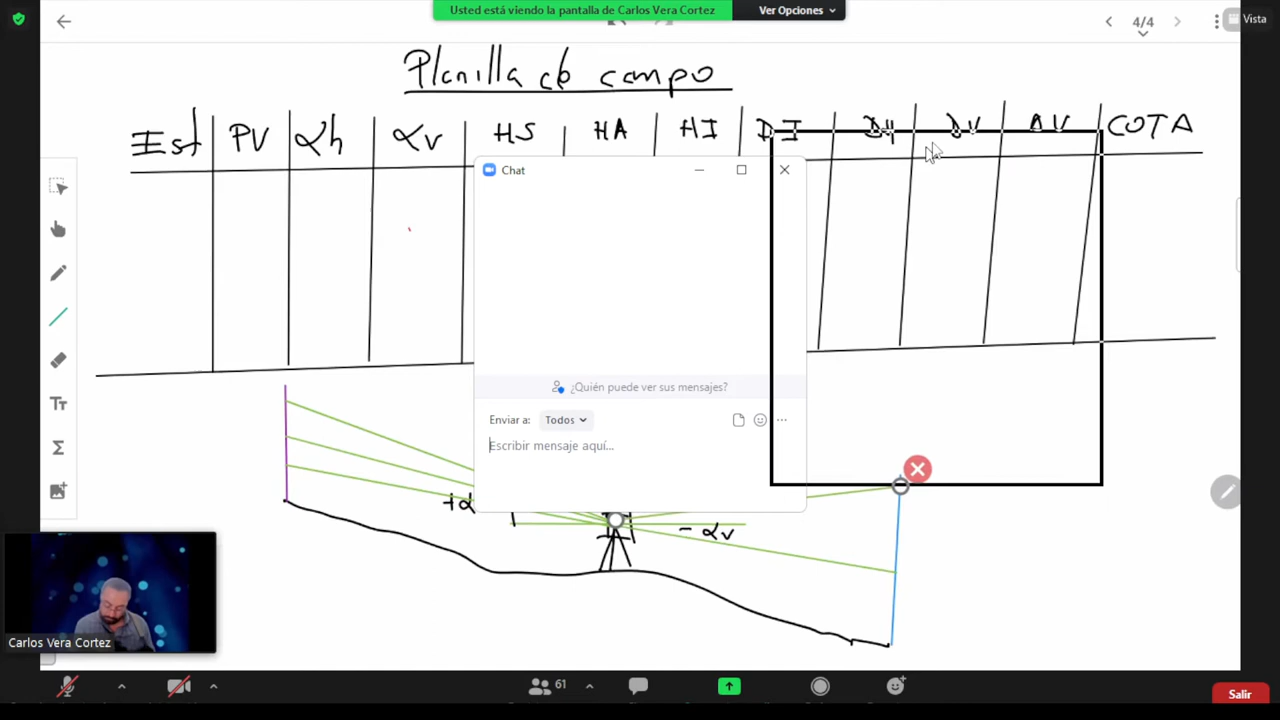 Usted está viendo la pantalla de Carlos Vera Cortez
Ver Opciones
4/4
Vista
Planilla de campo
Est PV αh αv HS HA HI DI DH DV ΔV COTA
Chat
¿Quién puede ver sus mensajes?
Enviar a: Todos
Escribir mensaje aquí...
+α
- αv
Carlos Vera Cortez
61
Salir